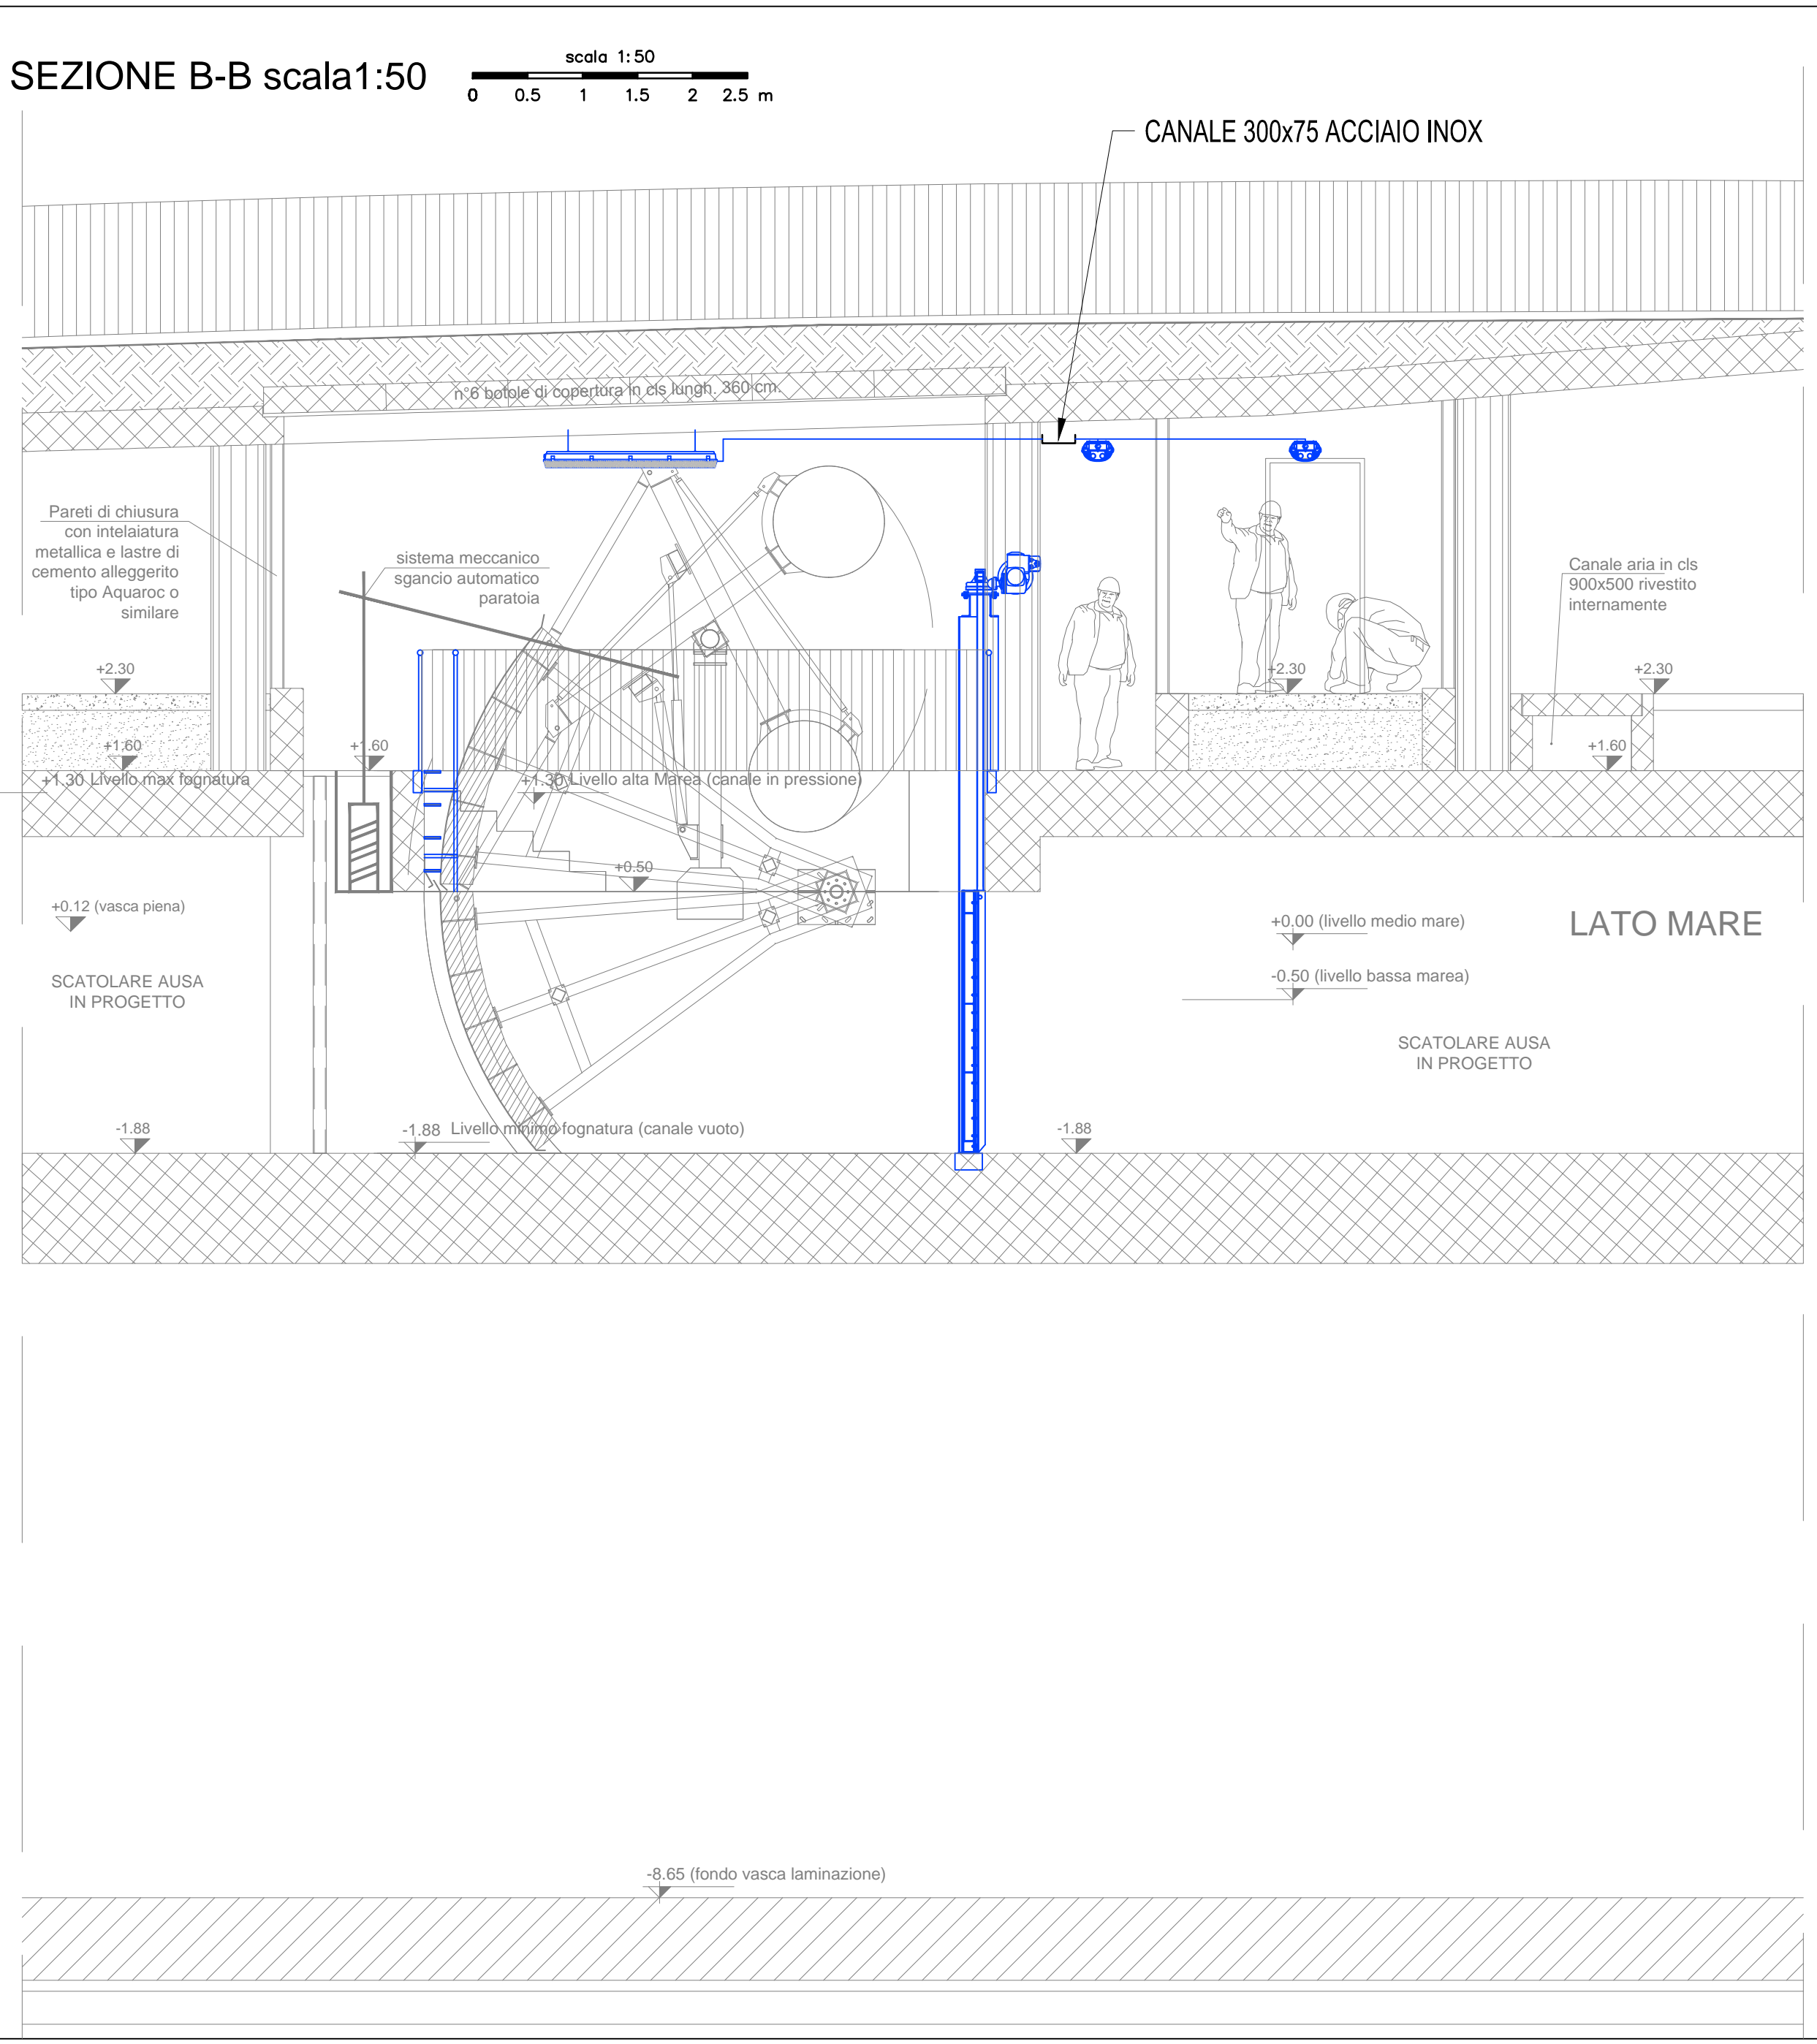 SEZIONE B-B scala1:50
scala 1:50
0 0.5 1 1.5 2 2.5 m
CANALE 300x75 ACCIAIO INOX
n°6 botole di copertura in cls lungh. 360 cm.
Pareti di chiusura
con intelaiatura
metallica e lastre di
cemento alleggerito
tipo Aquaroc o
similare
sistema meccanico
sgancio automatico
paratoia
Canale aria in cls
900x500 rivestito
internamente
+2.30
+2.30
+2.30
+1.60
+1.60
+1.60
+1.30 Livello max fognatura
+1.30 Livello alta Marea (canale in pressione)
+0.50
+0.12 (vasca piena)
+0.00 (livello medio mare)
LATO MARE
-0.50 (livello bassa marea)
SCATOLARE AUSA
IN PROGETTO
SCATOLARE AUSA
IN PROGETTO
-1.88
-1.88 Livello minimo fognatura (canale vuoto)
-1.88
-8.65 (fondo vasca laminazione)